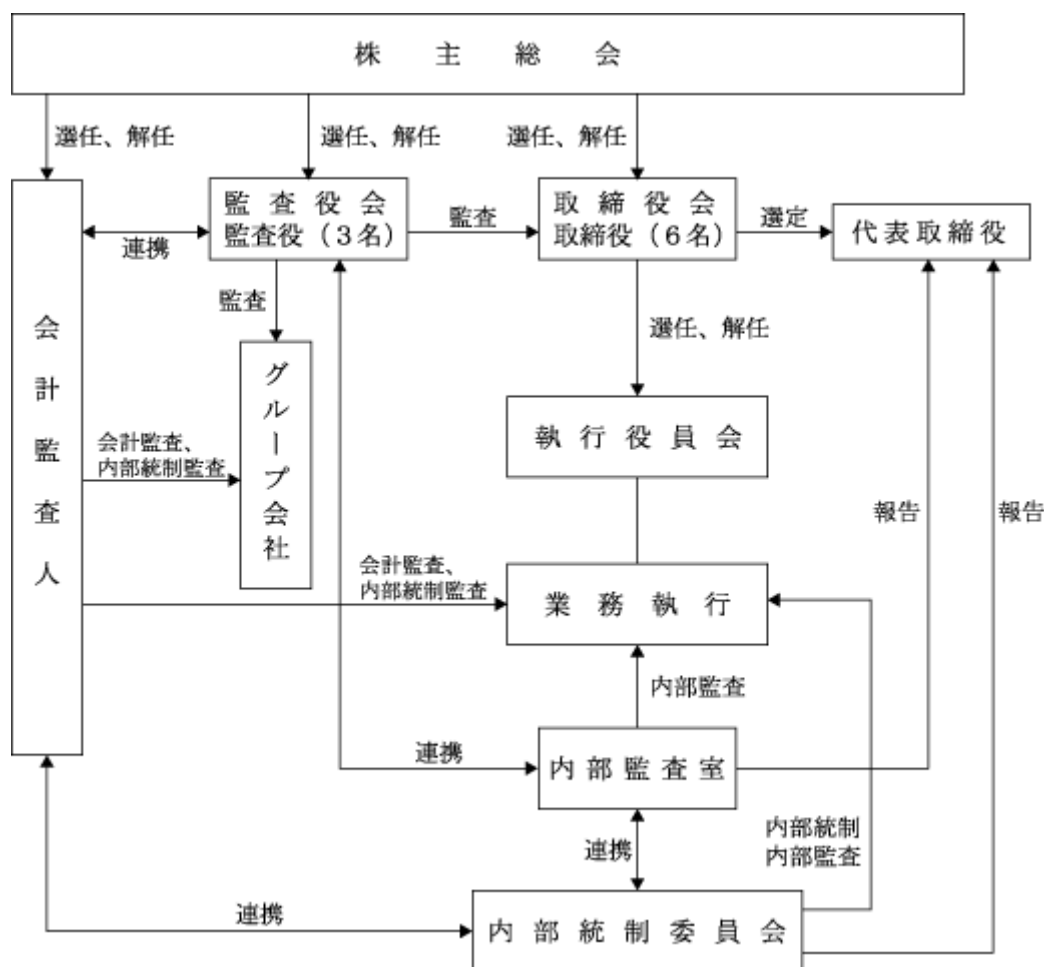 株主総会
選任、解任
選任、解任
選任、解任
監査役会
監査役（３名）
監査
取締役会
取締役（６名）
選定
代表取締役
連携
監査
選任、解任
会計監査人
グループ会社
執行役員会
会計監査、
内部統制監査
報告
報告
会計監査、
内部統制監査
業務執行
内部監査
連携
内部監査室
内部統制
内部監査
連携
連携
内部統制委員会